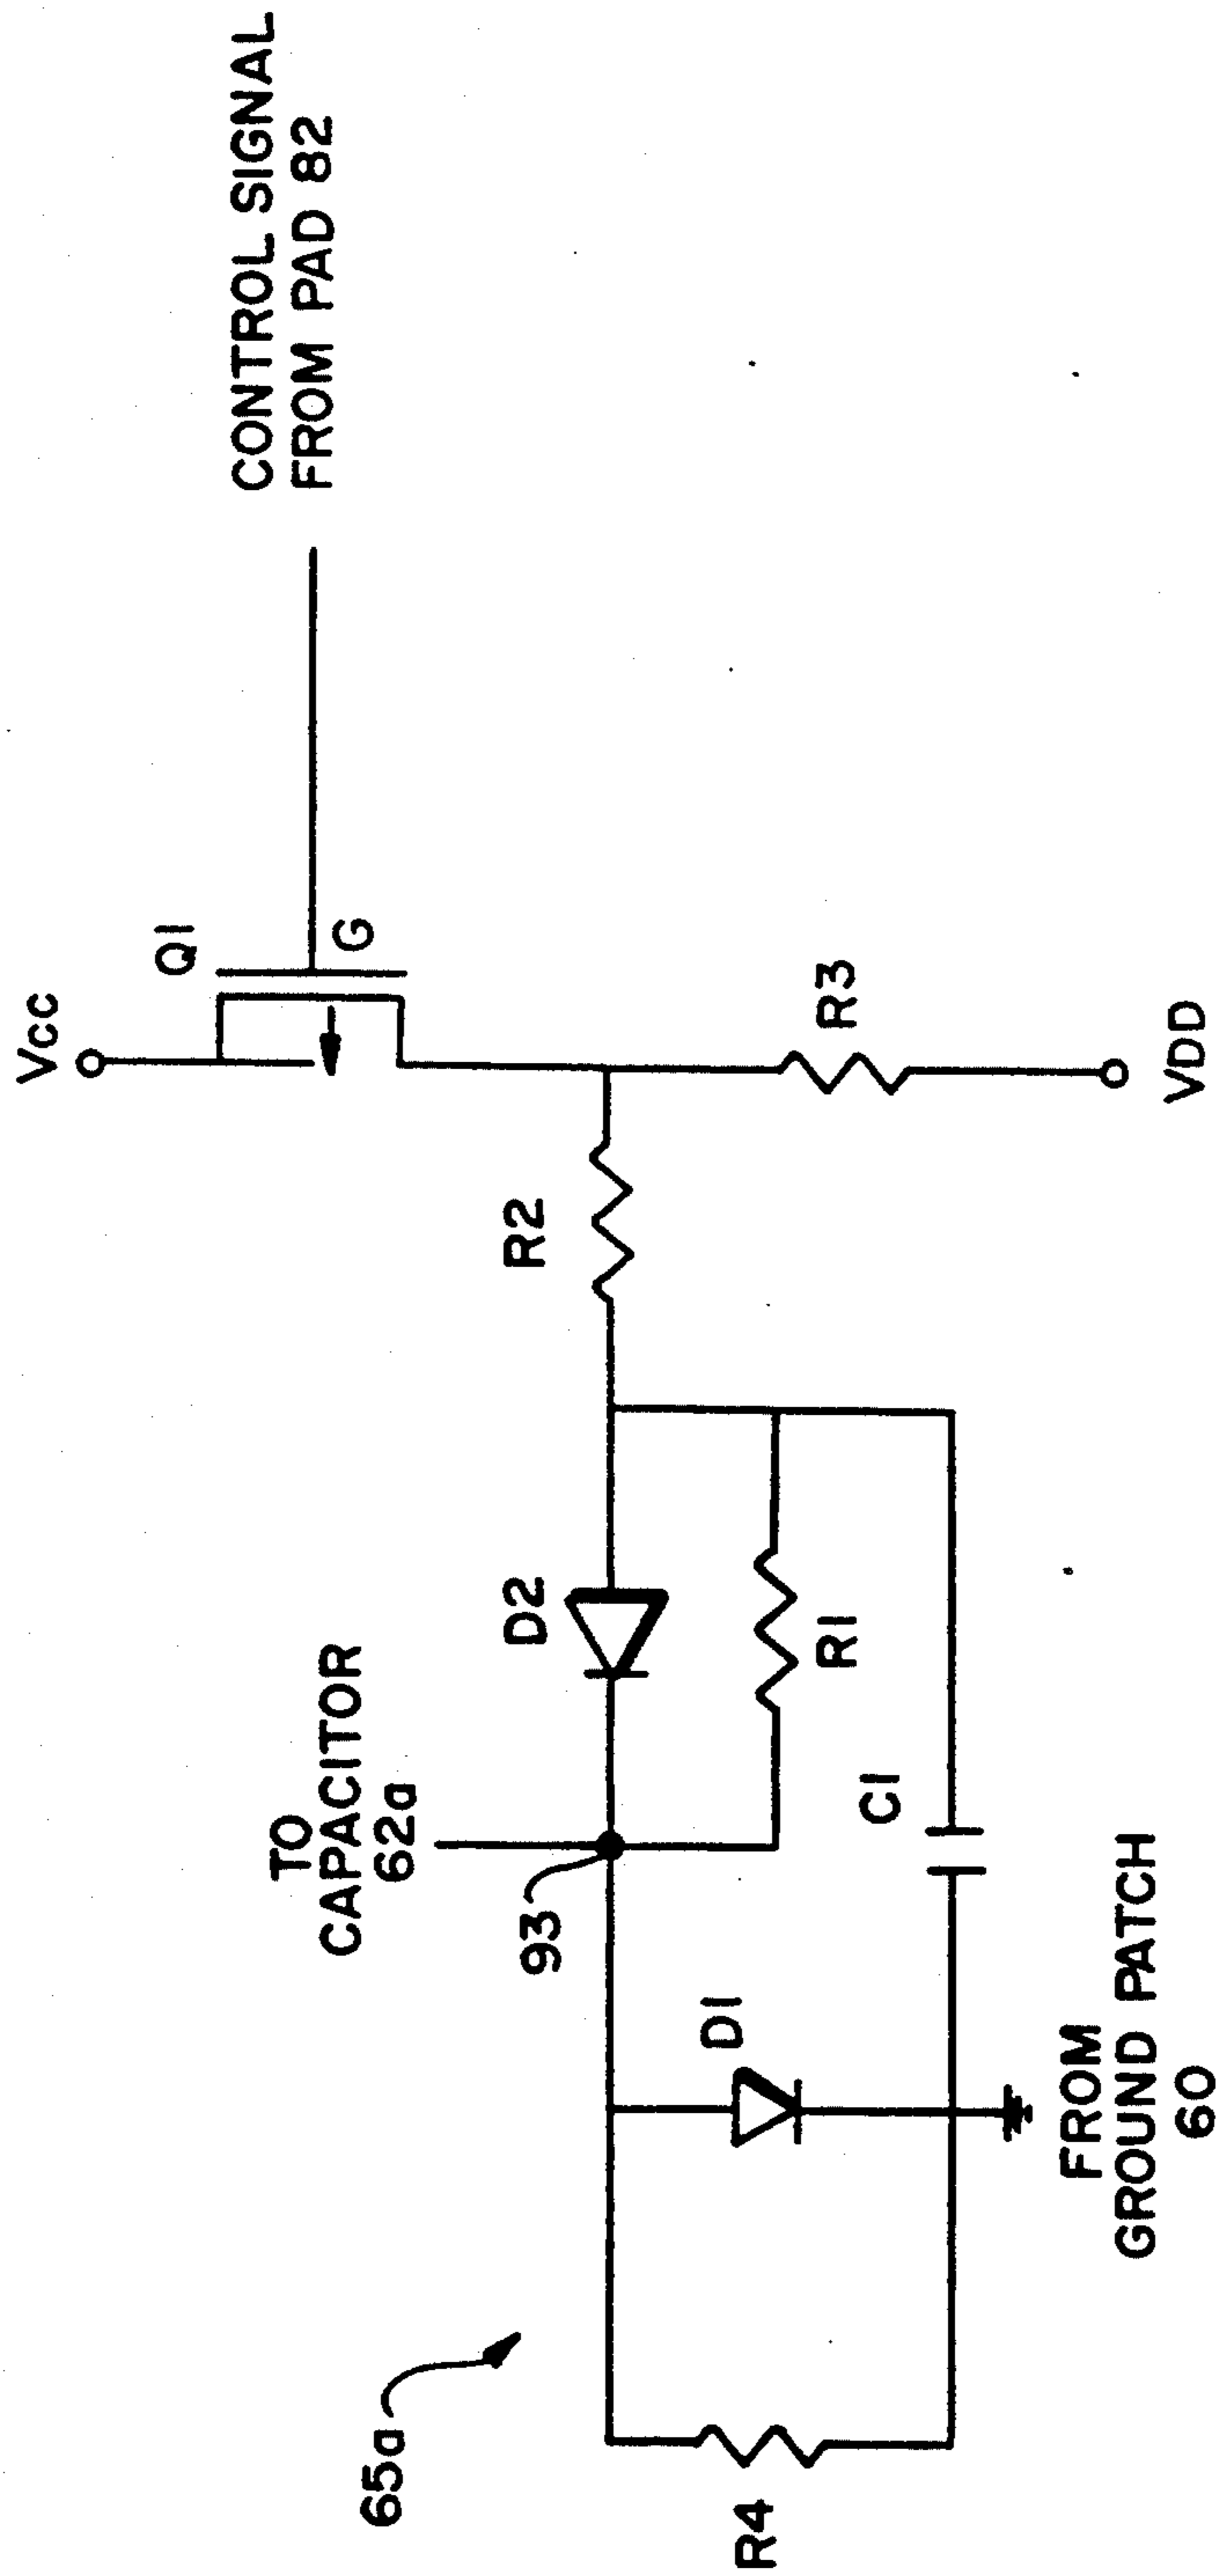 65a
TO
CAPACITOR
62a
93
D2
R2
Vcc
Q1
G
CONTROL SIGNAL
FROM PAD 82
R4
D1
R1
C1
R3
VDD
FROM
GROUND PATCH
60